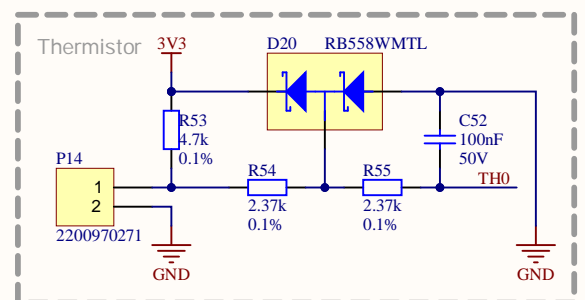 Thermistor
3V3
D20
RB558WMTL
R53
4.7k
0.1%
C52
100nF
50V
P14
1
2
2200970271
R54
2.37k
0.1%
R55
2.37k
0.1%
TH0
GND
GND